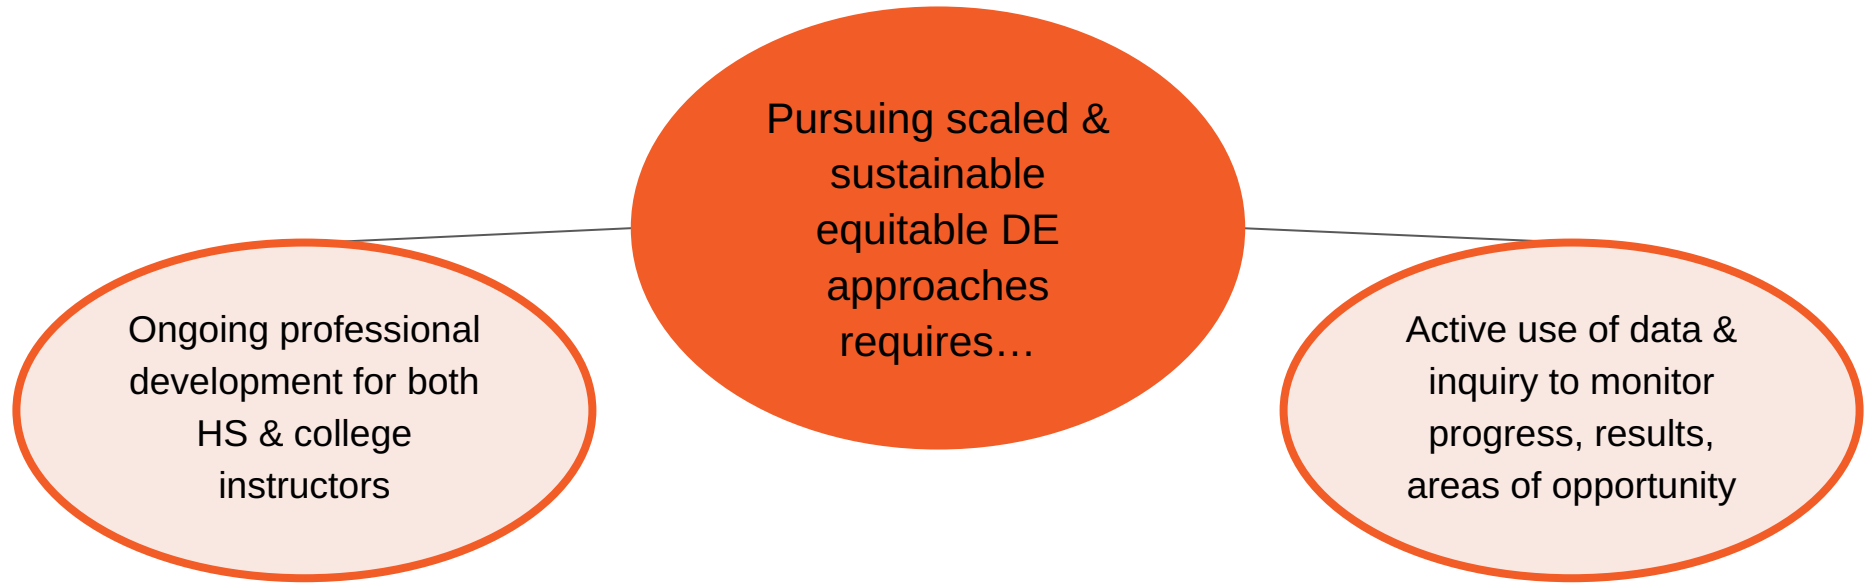 Pursuing scaled &
sustainable
equitable DE
approaches
requires…
Ongoing professional
development for both
HS & college
instructors
Active use of data &
inquiry to monitor
progress, results,
areas of opportunity